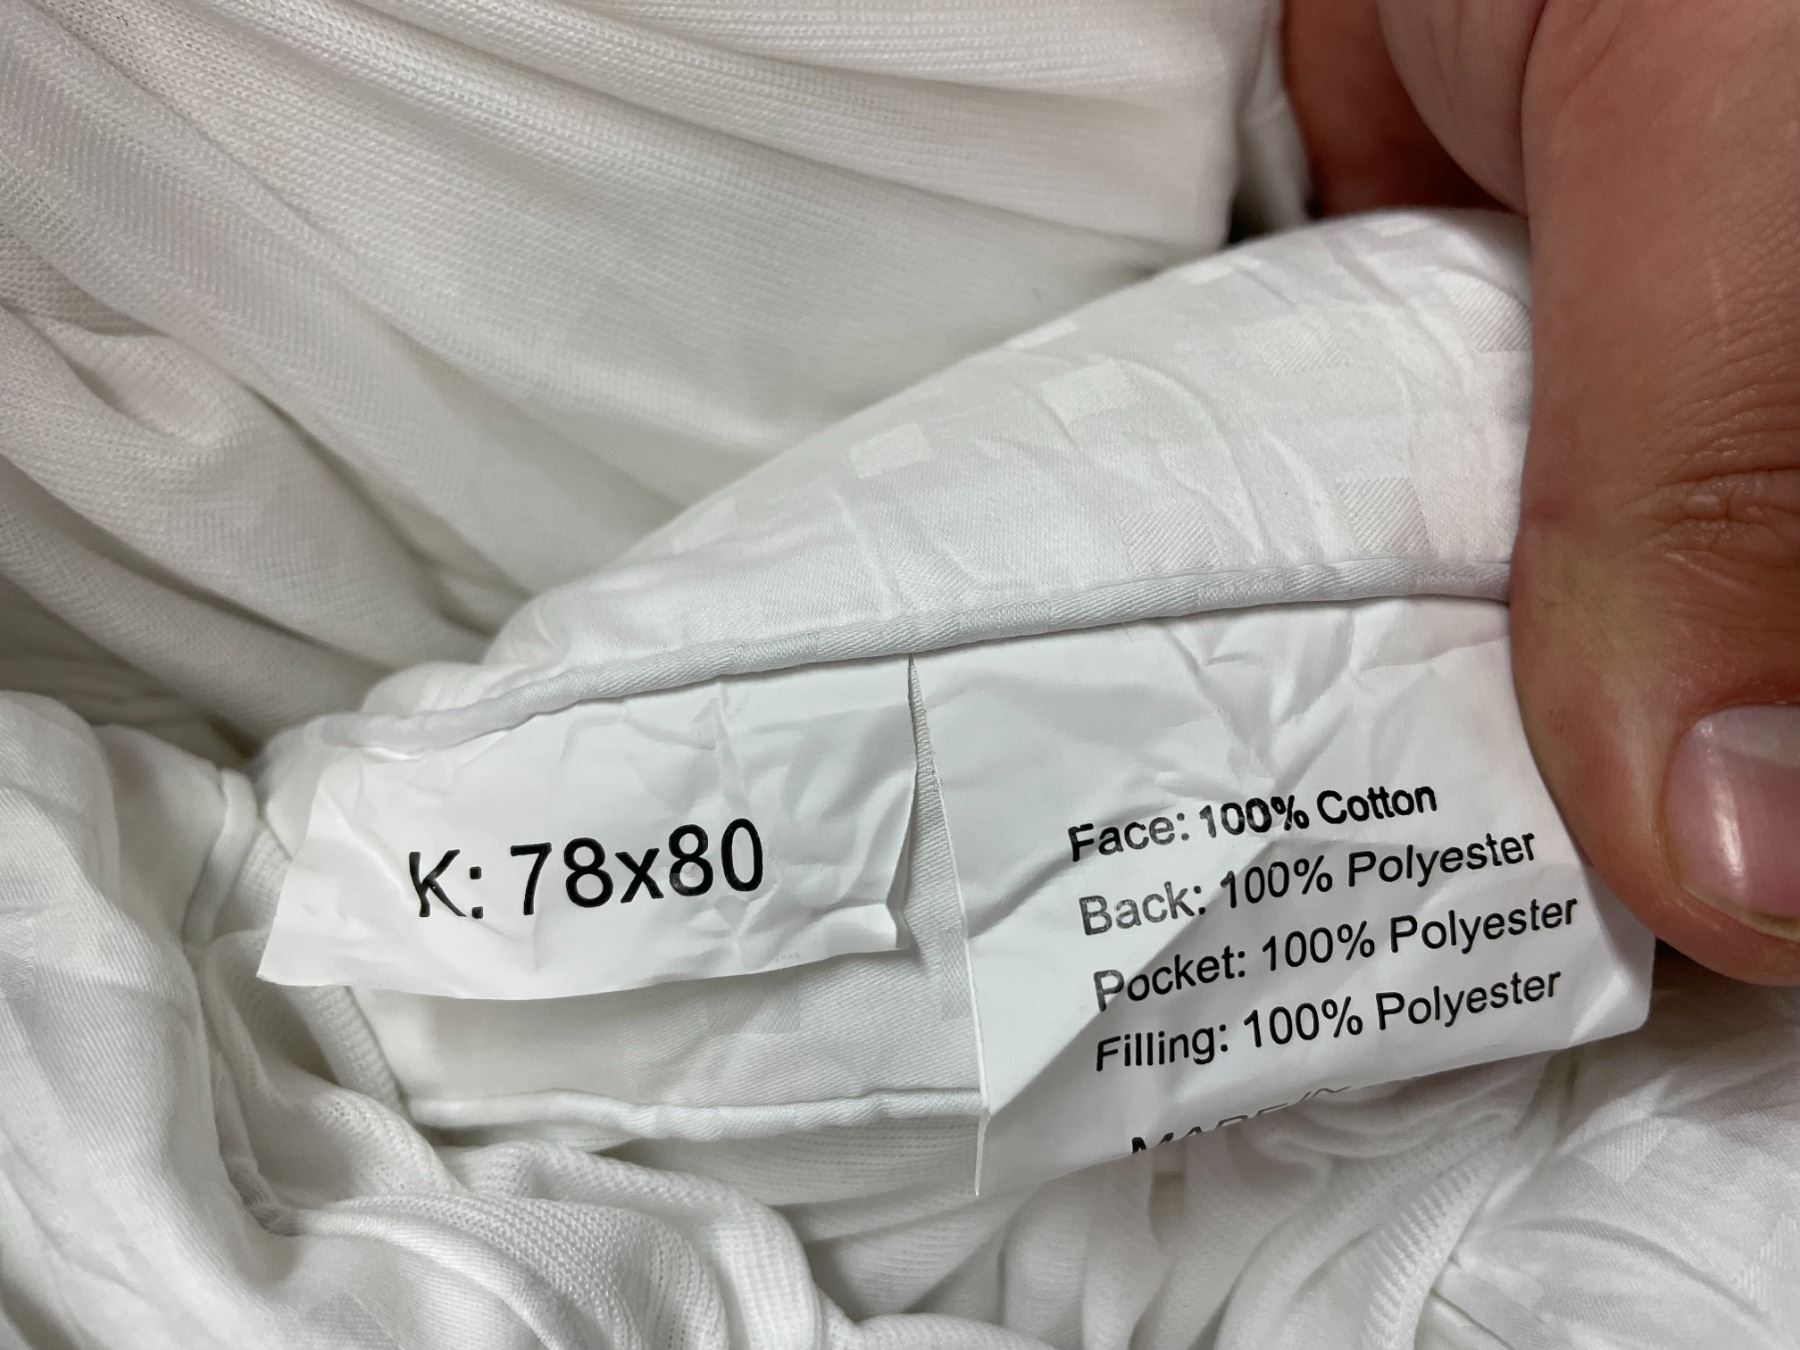 K: 78x80
Face: 100% Cotton
Back: 100% Polyester
Pocket: 100% Polyester
Filling: 100% Polyester